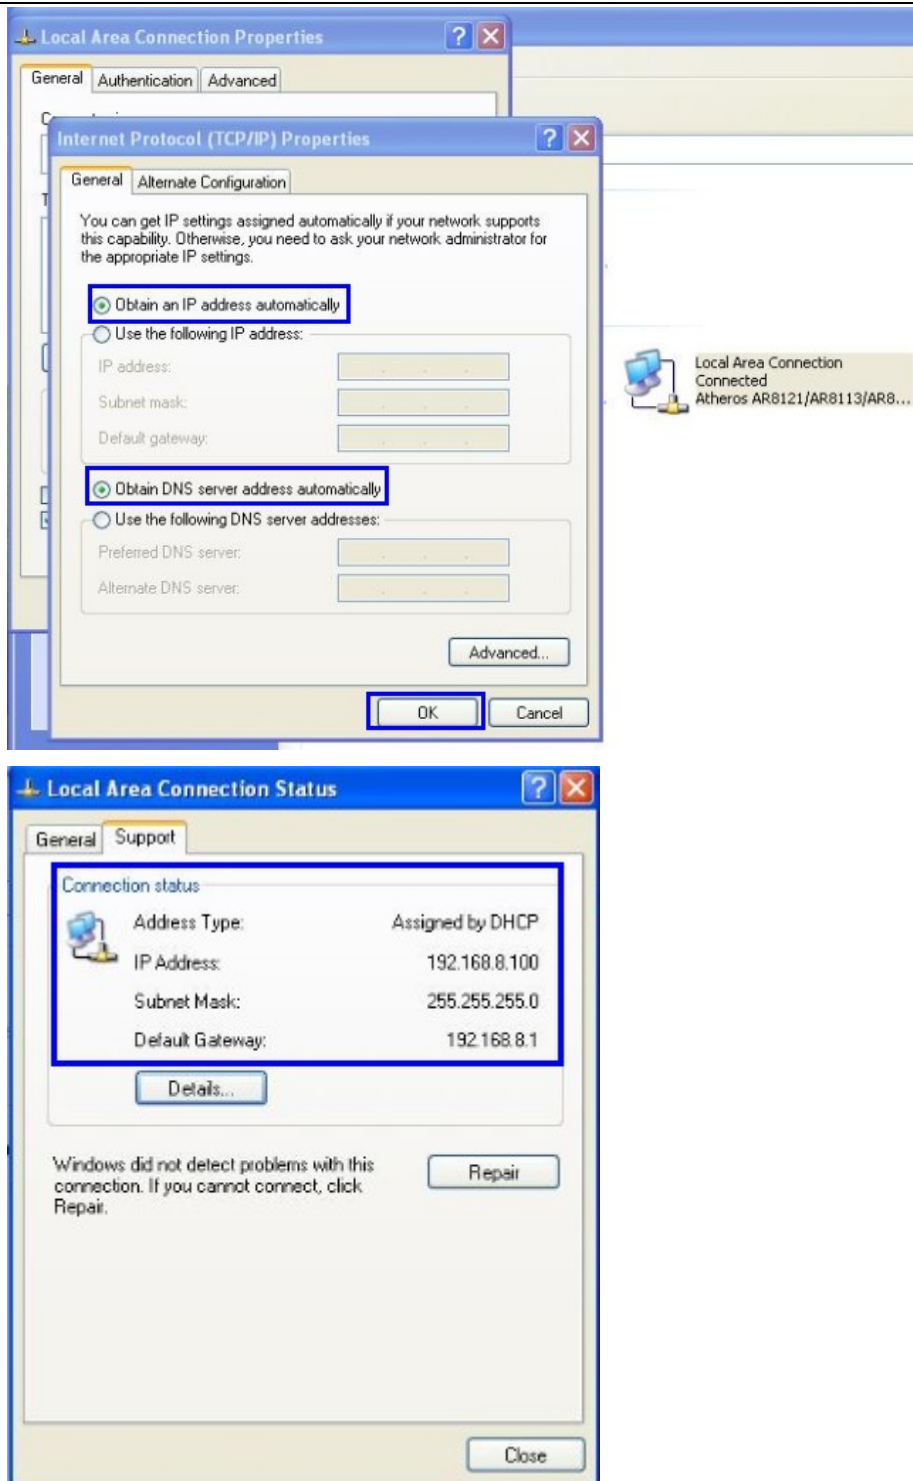 Local Area Connection Properties
General Authentication Advanced
Internet Protocol (TCP/IP) Properties
General Alternate Configuration
You can get IP settings assigned automatically if your network supports
this capability. Otherwise, you need to ask your network administrator for
the appropriate IP settings.
Obtain an IP address automatically
Use the following IP address:
IP address:
Subnet mask:
Default gateway:
Obtain DNS server address automatically
Use the following DNS server addresses:
Preferred DNS server:
Alternate DNS server:
Advanced...
OK Cancel
Local Area Connection
Connected
Atheros AR8121/AR8113/AR8...
Local Area Connection Status
General Support
Connection status
Address Type: Assigned by DHCP
IP Address: 192.168.8.100
Subnet Mask: 255.255.255.0
Default Gateway: 192.168.8.1
Details...
Windows did not detect problems with this
connection. If you cannot connect, click
Repair.
Repair
Close